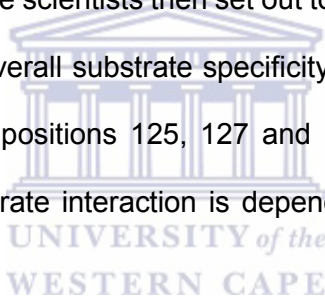 e scientists then set out to
verall substrate specificity
positions 125, 127 and
rate interaction is depend
UNIVERSITY of the
WESTERN CAPE